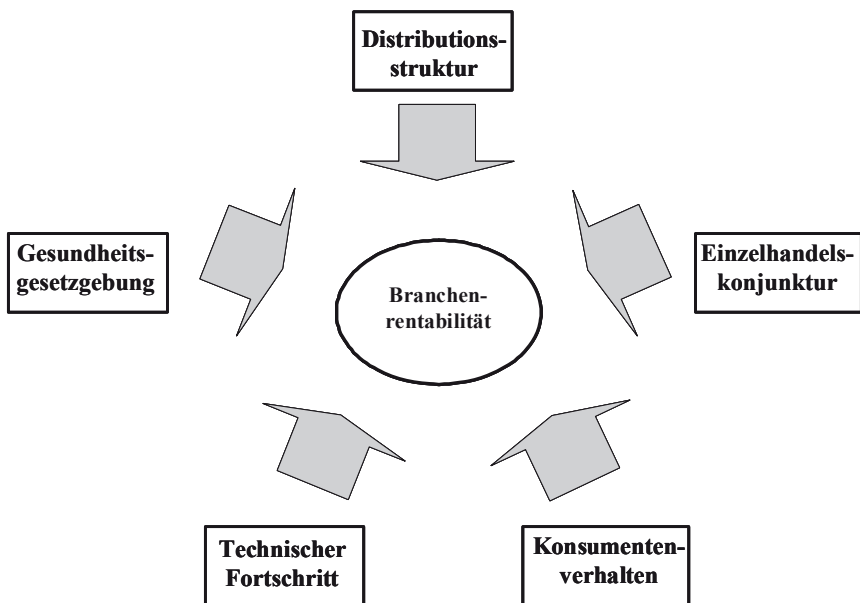 Distributions-
struktur
Gesundheits-
gesetzgebung
Einzelhandels-
konjunktur
Branchen-
rentabilität
Technischer
Fortschritt
Konsumenten-
verhalten